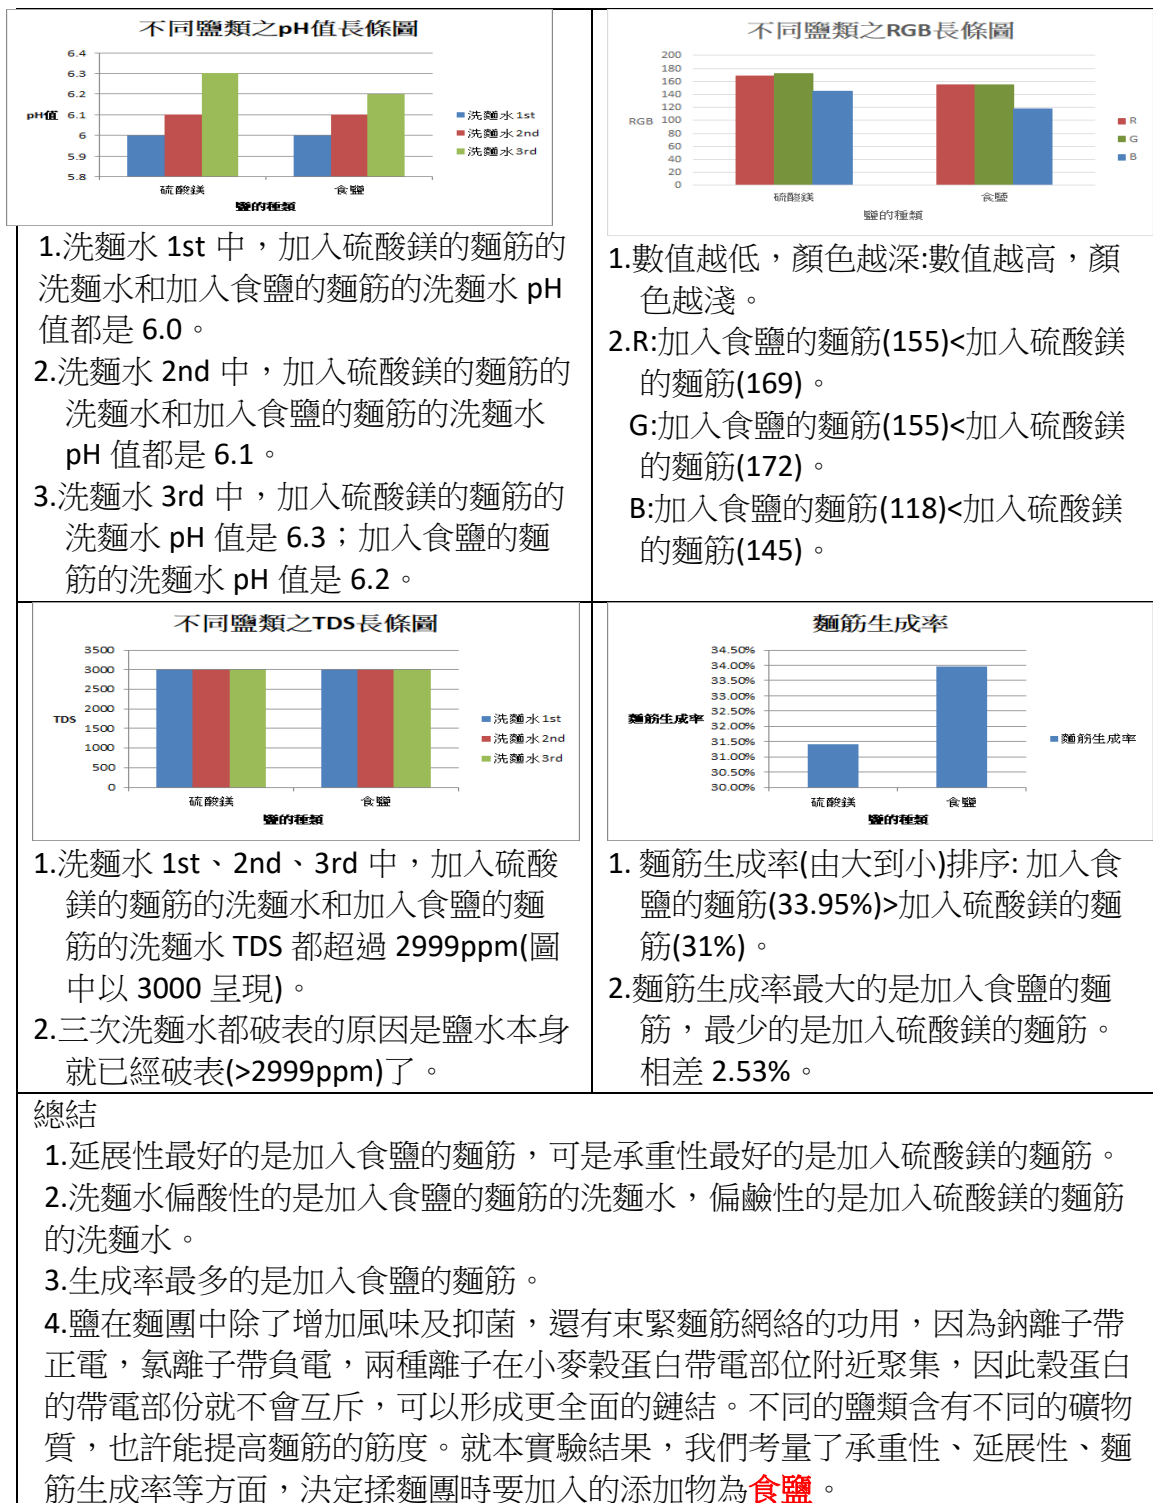 不同鹽類之pH值長條圖
6.4
6.3
6.2
6.1
6
5.9
5.8
pH值
硫酸鎂
食鹽
鹽的種類
洗麵水1st
洗麵水2nd
洗麵水3rd
1.洗麵水 1st 中，加入硫酸鎂的麵筋的
洗麵水和加入食鹽的麵筋的洗麵水 pH
值都是 6.0。
2.洗麵水 2nd 中，加入硫酸鎂的麵筋的
洗麵水和加入食鹽的麵筋的洗麵水
pH 值都是 6.1。
3.洗麵水 3rd 中，加入硫酸鎂的麵筋的
洗麵水 pH 值是 6.3；加入食鹽的麵
筋的洗麵水 pH 值是 6.2。
不同鹽類之RGB長條圖
200
180
160
140
120
100
80
60
40
20
0
RGB
硫酸鎂
食鹽
鹽的種類
R
G
B
1.數值越低，顏色越深:數值越高，顏
色越淺。
2.R:加入食鹽的麵筋(155)<加入硫酸鎂
的麵筋(169)。
G:加入食鹽的麵筋(155)<加入硫酸鎂
的麵筋(172)。
B:加入食鹽的麵筋(118)<加入硫酸鎂
的麵筋(145)。
不同鹽類之TDS長條圖
3500
3000
2500
2000
1500
1000
500
0
TDS
硫酸鎂
食鹽
鹽的種類
洗麵水1st
洗麵水2nd
洗麵水3rd
1.洗麵水 1st、2nd、3rd 中，加入硫酸
鎂的麵筋的洗麵水和加入食鹽的麵
筋的洗麵水 TDS 都超過 2999ppm(圖
中以 3000 呈現)。
2.三次洗麵水都破表的原因是鹽水本身
就已經破表(>2999ppm)了。
麵筋生成率
34.50%
34.00%
33.50%
33.00%
32.50%
32.00%
31.50%
31.00%
30.50%
30.00%
麵筋生成率
硫酸鎂
食鹽
鹽的種類
麵筋生成率
1. 麵筋生成率(由大到小)排序: 加入食
鹽的麵筋(33.95%)>加入硫酸鎂的麵
筋(31%)。
2.麵筋生成率最大的是加入食鹽的麵
筋，最少的是加入硫酸鎂的麵筋。
相差 2.53%。
總結
1.延展性最好的是加入食鹽的麵筋，可是承重性最好的是加入硫酸鎂的麵筋。
2.洗麵水偏酸性的是加入食鹽的麵筋的洗麵水，偏鹼性的是加入硫酸鎂的麵筋
的洗麵水。
3.生成率最多的是加入食鹽的麵筋。
4.鹽在麵團中除了增加風味及抑菌，還有束緊麵筋網絡的功用，因為鈉離子帶
正電，氯離子帶負電，兩種離子在小麥穀蛋白帶電部位附近聚集，因此穀蛋白
的帶電部份就不會互斥，可以形成更全面的鏈結。不同的鹽類含有不同的礦物
質，也許能提高麵筋的筋度。就本實驗結果，我們考量了承重性、延展性、麵
筋生成率等方面，決定揉麵團時要加入的添加物為食鹽。